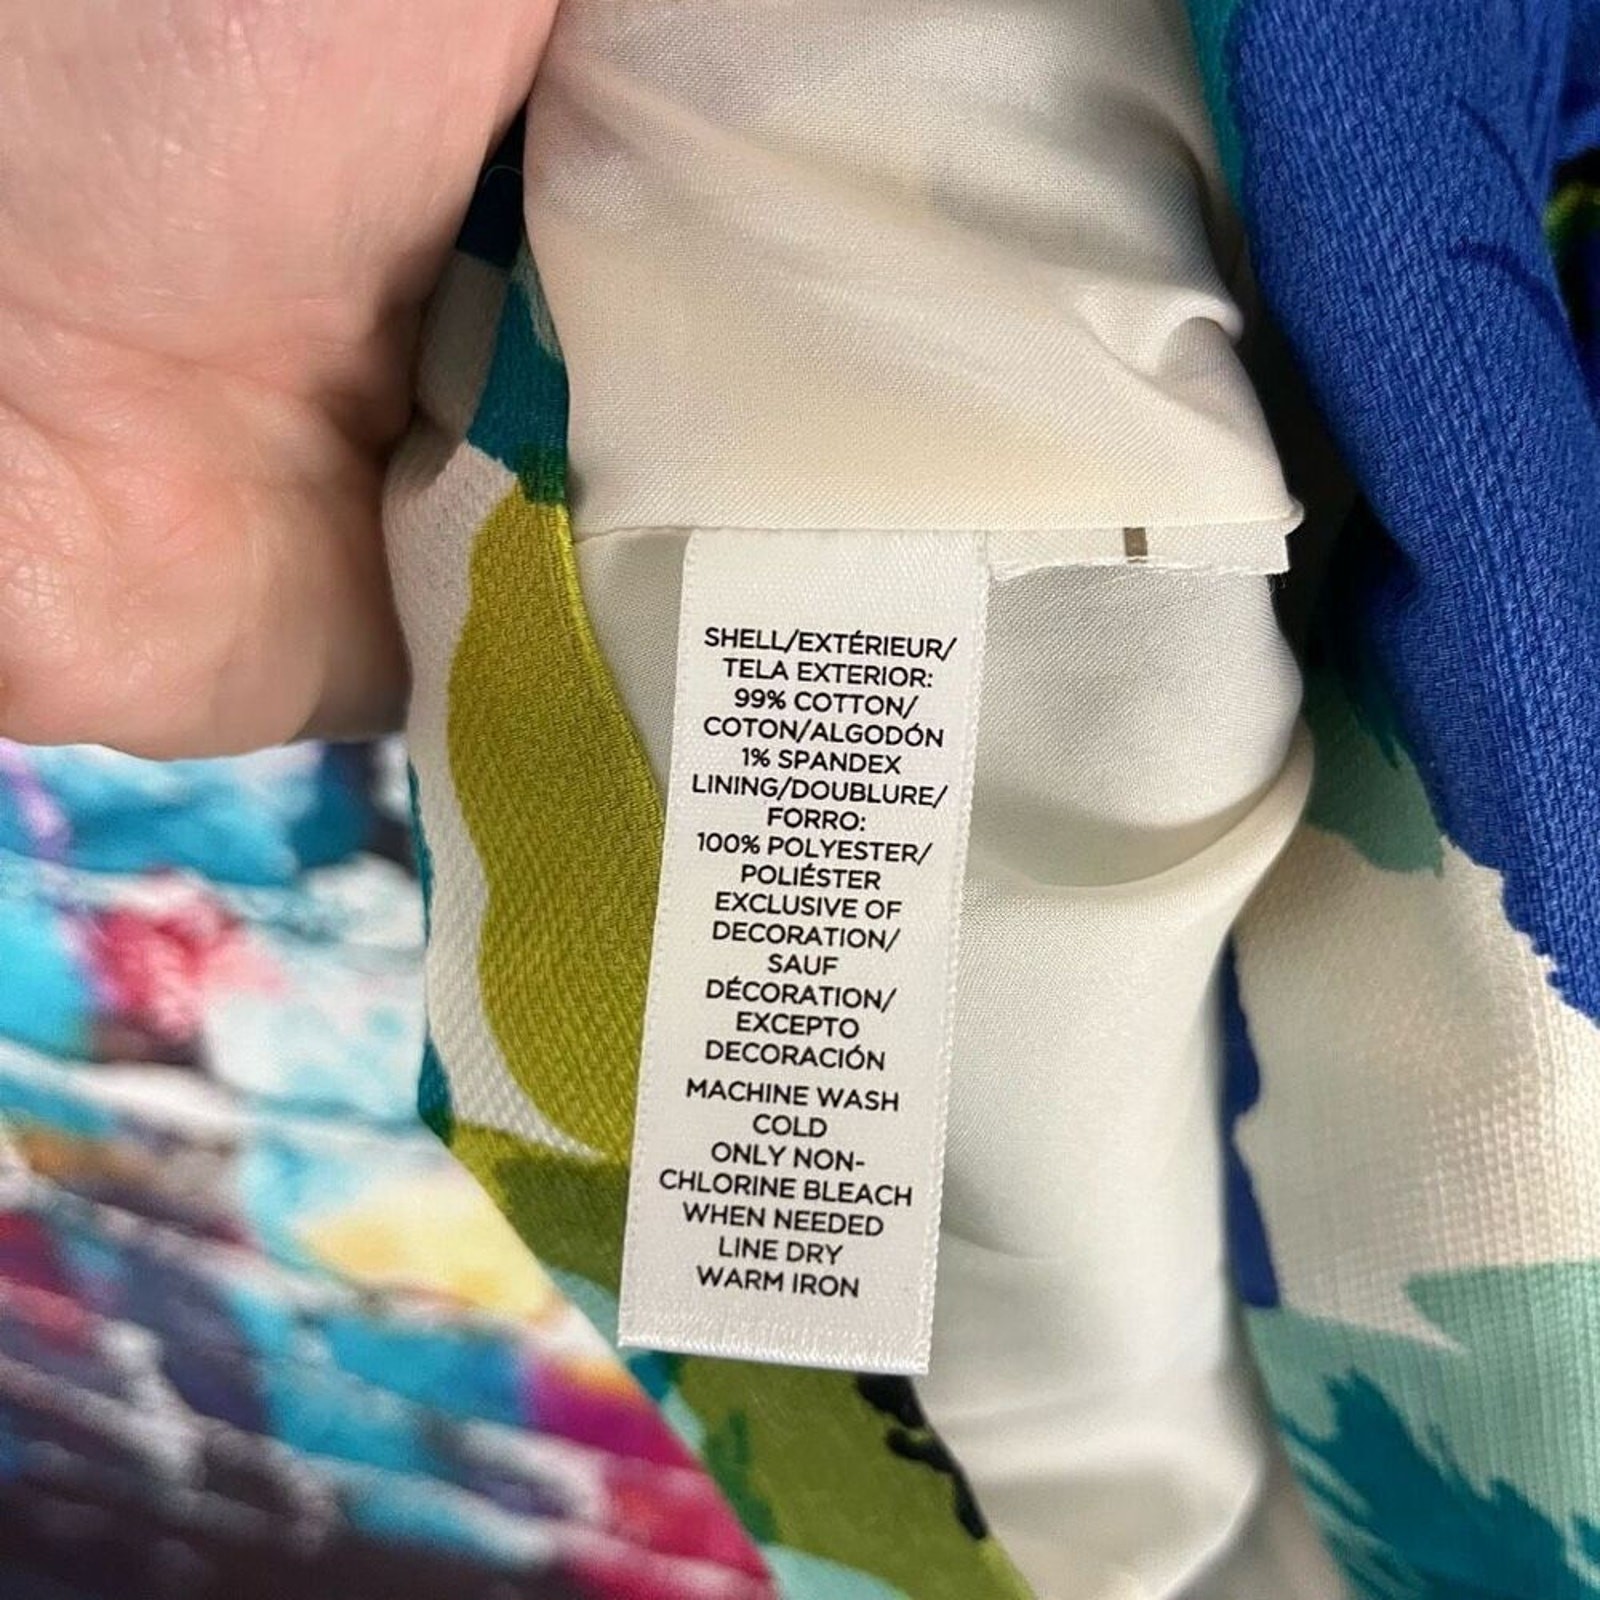 SHELL/EXTÉRIEUR/
TELA EXTERIOR:
99% COTTON/
COTON/ALGODÓN
1% SPANDEX
LINING/DOUBLURE/
FORRO:
100% POLYESTER/
POLIÉSTER
EXCLUSIVE OF
DECORATION/
SAUF
DÉCORATION/
EXCEPTO
DECORACIÓN
MACHINE WASH
COLD
ONLY NON-
CHLORINE BLEACH
WHEN NEEDED
LINE DRY
WARM IRON